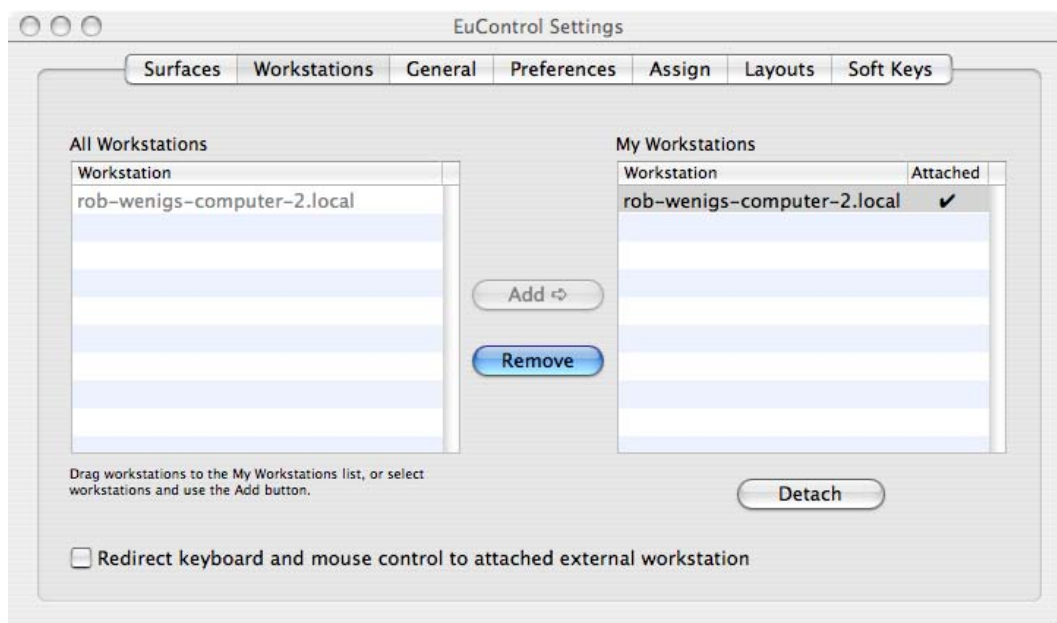 EuControl Settings
Surfaces Workstations General Preferences Assign Layouts Soft Keys
All Workstations
Workstation
rob-wenigs-computer-2.local
My Workstations
Workstation Attached
rob-wenigs-computer-2.local ✔
Add ⇨
Remove
Drag workstations to the My Workstations list, or select
workstations and use the Add button.
Detach
Redirect keyboard and mouse control to attached external workstation